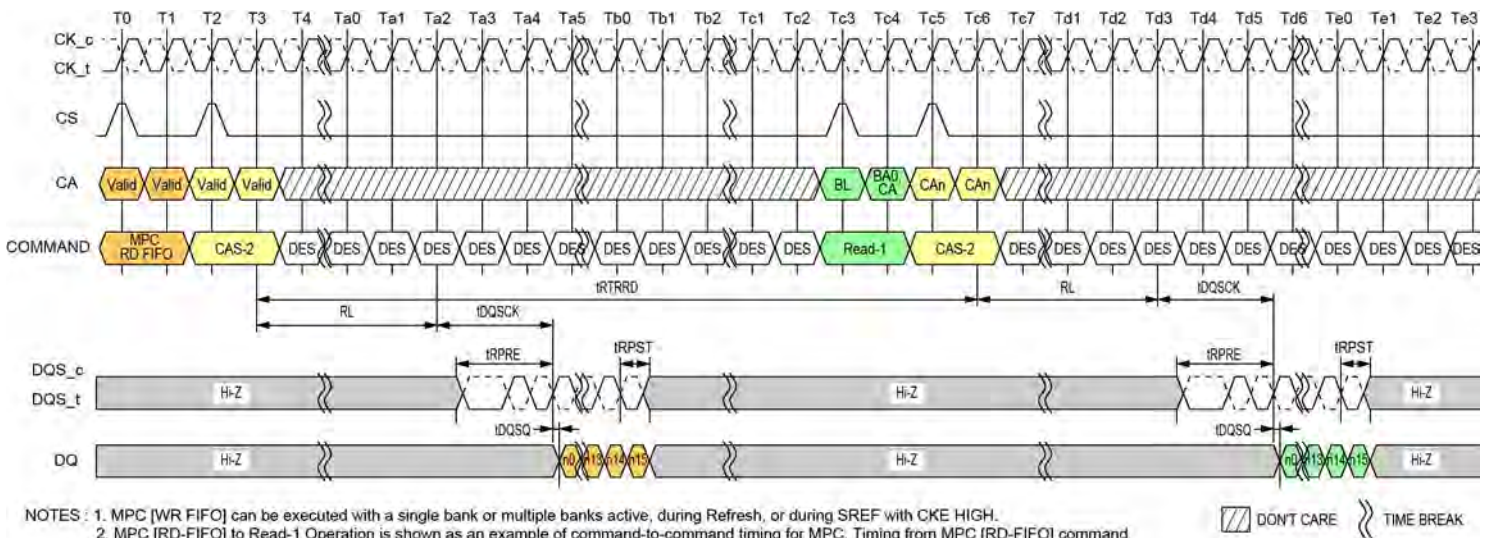 T0 T1 T2 T3 T4 Ta0 Ta1 Ta2 Ta3 Ta4 Ta5 Tb0 Tb1 Tb2 Tc1 Tc2 Tc3 Tc4 Tc5 Tc6 Tc7 Td1 Td2 Td3 Td4 Td5 Td6 Te0 Te1 Te2 Te3
CK_c
CK_t
CS
CA Valid Valid Valid Valid BL BA0, CA CAn CAn
COMMAND MPC RD FIFO CAS-2 DES DES DES DES DES DES DES DES DES DES DES DES Read-1 CAS-2 DES DES DES DES DES DES DES DES DES DES DES
tRTRRD RL tDQSCK
RL tDQSCK
tRPRE tRPST tRPRE tRPST
DQS_c
DQS_t Hi-Z Hi-Z Hi-Z
tDQSQ tDQSQ
DQ Hi-Z n0 n13 n14 n15 Hi-Z n0 n13 n14 n15 Hi-Z
NOTES : 1. MPC [WR FIFO] can be executed with a single bank or multiple banks active, during Refresh, or during SREF with CKE HIGH.
DON'T CARE TIME BREAK
2. MPC [RD-FIFO] to Read-1 Operation is shown as an example of command-to-command timing for MPC. Timing from MPC [RD-FIFO] command